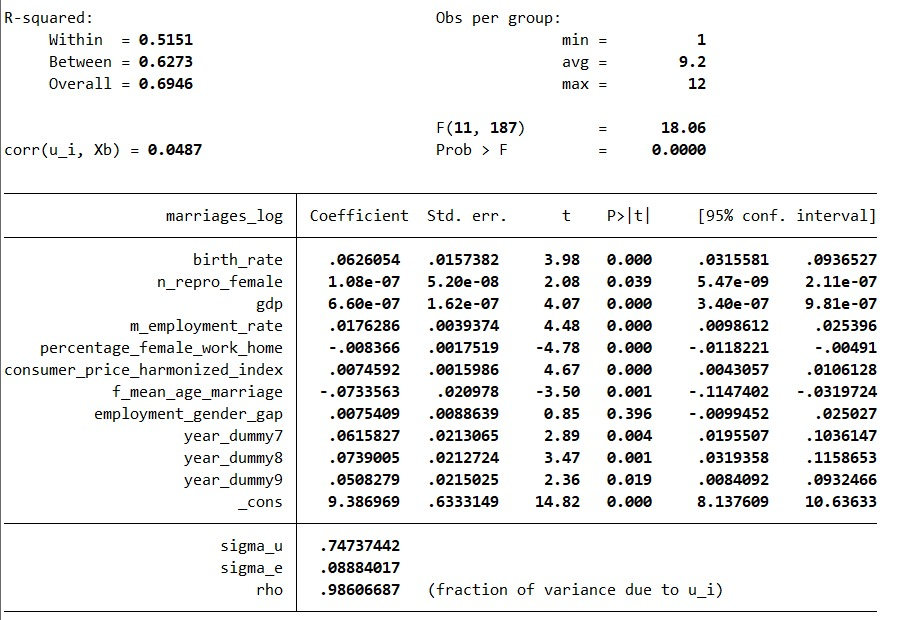 R-squared: Obs per group:
Within = 0.5151 min = 1
Between = 0.6273 avg = 9.2
Overall = 0.6946 max = 12
F(11, 187) = 18.06
corr(u_i, Xb) = 0.0487 Prob > F = 0.0000
marriages_log Coefficient Std. err. t P>|t| [95% conf. interval]
birth_rate .0626054 .0157382 3.98 0.000 .0315581 .0936527
n_repro_female 1.08e-07 5.20e-08 2.08 0.039 5.47e-09 2.11e-07
gdp 6.60e-07 1.62e-07 4.07 0.000 3.40e-07 9.81e-07
m_employment_rate .0176286 .0039374 4.48 0.000 .0098612 .025396
percentage_female_work_home -.008366 .0017519 -4.78 0.000 -.0118221 -.00491
consumer_price_harmonized_index .0074592 .0015986 4.67 0.000 .0043057 .0106128
f_mean_age_marriage -.0733563 .020978 -3.50 0.001 -.1147402 -.0319724
employment_gender_gap .0075409 .0088639 0.85 0.396 -.0099452 .025027
year_dummy7 .0615827 .0213065 2.89 0.004 .0195507 .1036147
year_dummy8 .0739005 .0212724 3.47 0.001 .0319358 .1158653
year_dummy9 .0508279 .0215025 2.36 0.019 .0084092 .0932466
_cons 9.386969 .6333149 14.82 0.000 8.137609 10.63633
sigma_u .74737442
sigma_e .08884017
rho .98606687 (fraction of variance due to u_i)